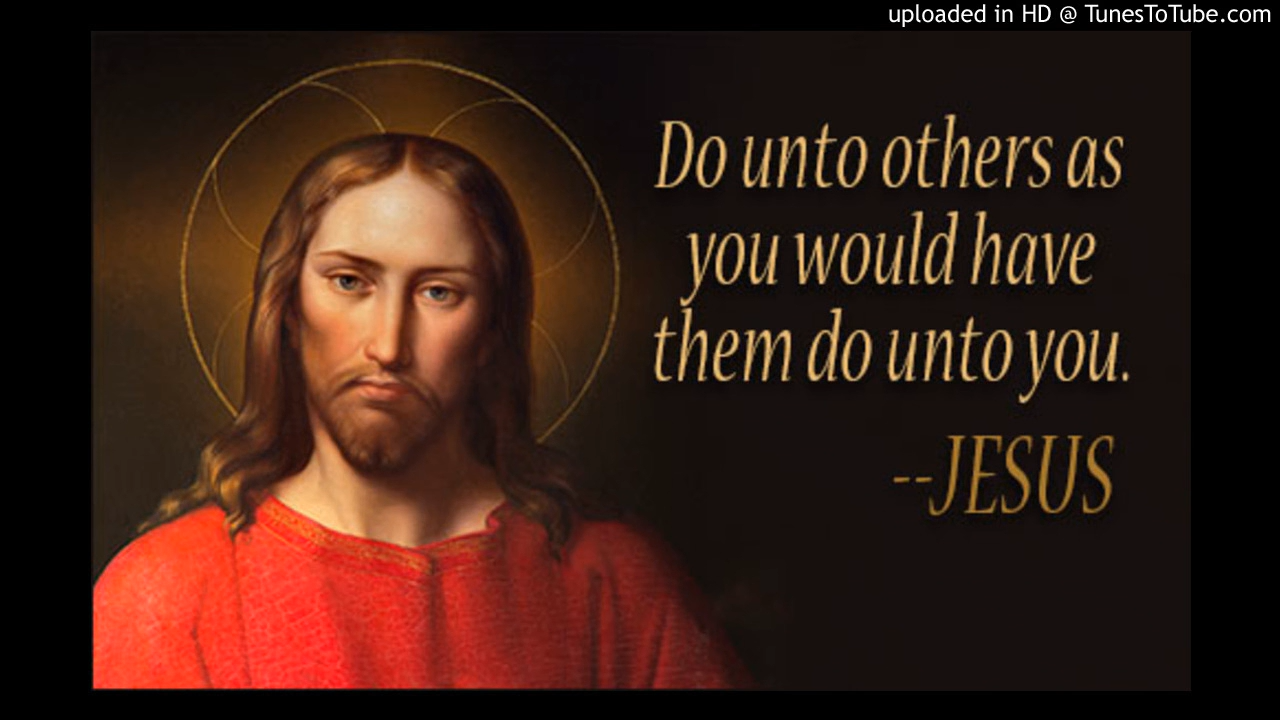 uploaded in HD @ TunesToTube.com
Do unto others as
you would have
them do unto you.
--JESUS